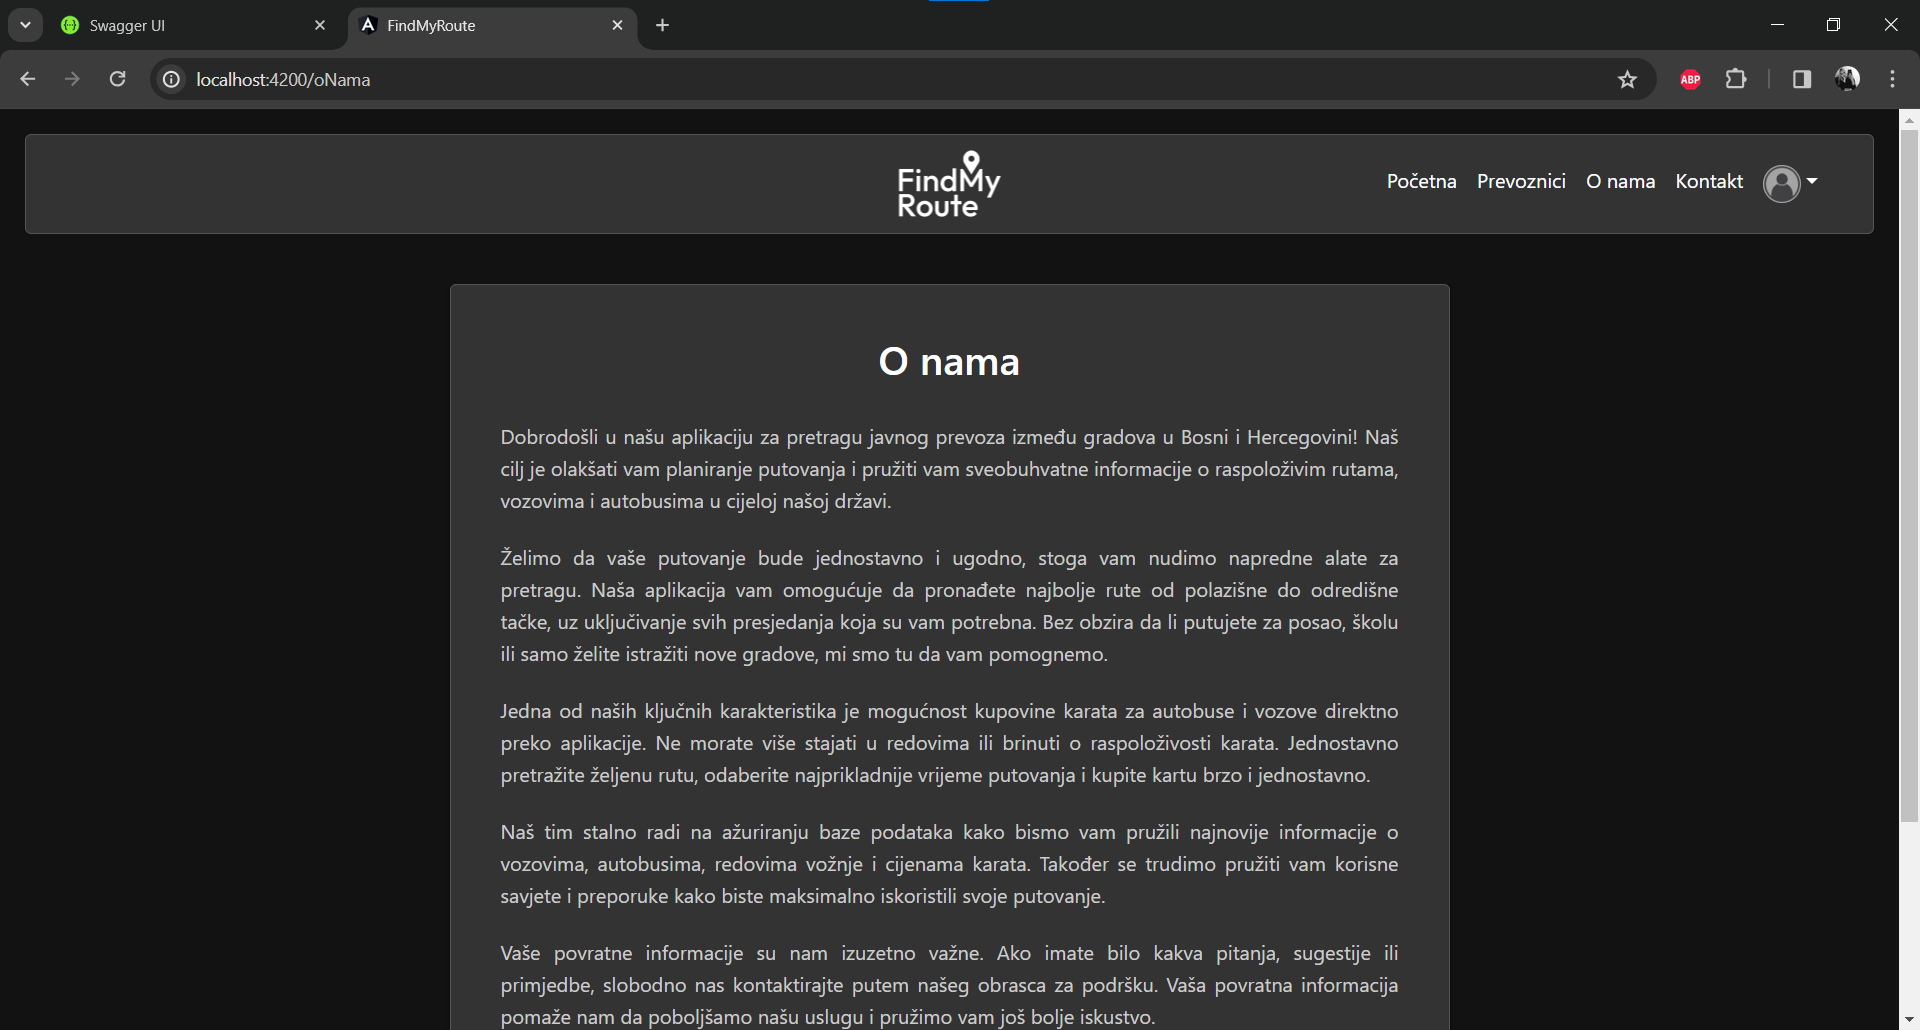 Swagger UI
FindMyRoute
localhost:4200/oNama
ABP
FindMy
Route
Početna Prevoznici O nama Kontakt
O nama
Dobrodošli u našu aplikaciju za pretragu javnog prevoza između gradova u Bosni i Hercegovini! Naš
cilj je olakšati vam planiranje putovanja i pružiti vam sveobuhvatne informacije o raspoloživim rutama,
vozovima i autobusima u cijeloj našoj državi.
Želimo da vaše putovanje bude jednostavno i ugodno, stoga vam nudimo napredne alate za
pretragu. Naša aplikacija vam omogućuje da pronađete najbolje rute od polazišne do odredišne
tačke, uz uključivanje svih presjedanja koja su vam potrebna. Bez obzira da li putujete za posao, školu
ili samo želite istražiti nove gradove, mi smo tu da vam pomognemo.
Jedna od naših ključnih karakteristika je mogućnost kupovine karata za autobuse i vozove direktno
preko aplikacije. Ne morate više stajati u redovima ili brinuti o raspoloživosti karata. Jednostavno
pretražite željenu rutu, odaberite najprikladnije vrijeme putovanja i kupite kartu brzo i jednostavno.
Naš tim stalno radi na ažuriranju baze podataka kako bismo vam pružili najnovije informacije o
vozovima, autobusima, redovima vožnje i cijenama karata. Također se trudimo pružiti vam korisne
savjete i preporuke kako biste maksimalno iskoristili svoje putovanje.
Vaše povratne informacije su nam izuzetno važne. Ako imate bilo kakva pitanja, sugestije ili
primjedbe, slobodno nas kontaktirajte putem našeg obrasca za podršku. Vaša povratna informacija
pomaže nam da poboljšamo našu uslugu i pružimo vam još bolje iskustvo.